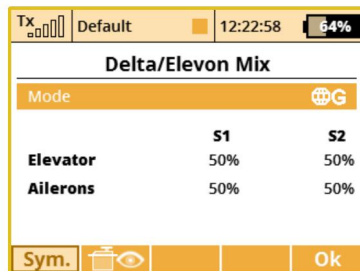 Tx Default 12:22:58 64%
Delta/Elevon Mix
Mode G
S1 S2
Elevator 50% 50%
Ailerons 50% 50%
Sym. Ok